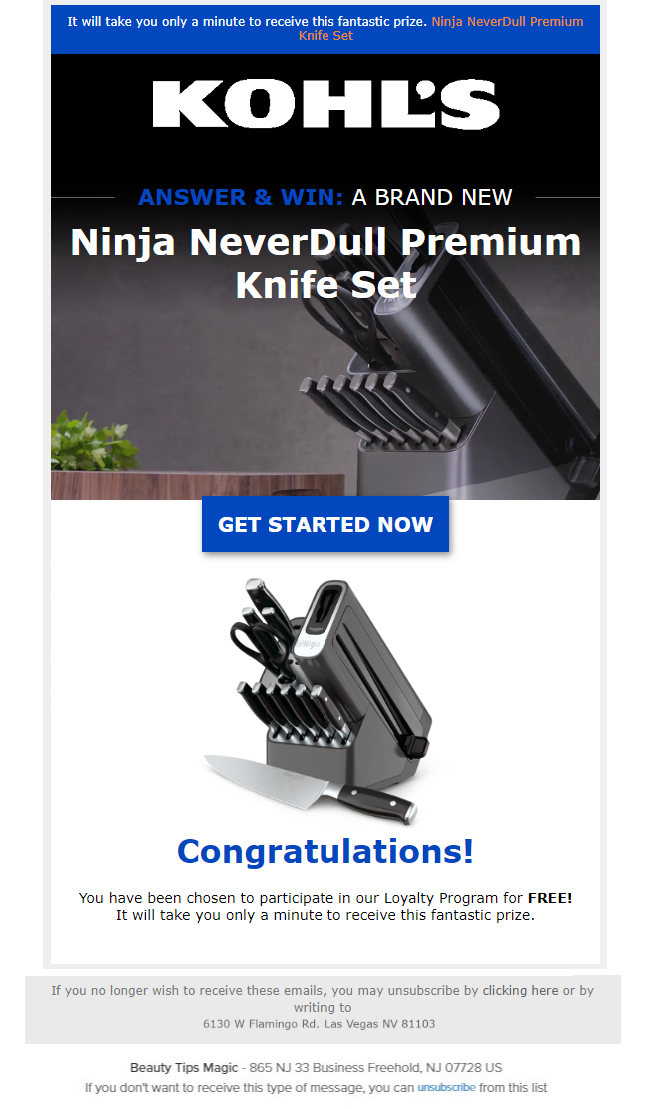 It will take you only a minute to receive this fantastic prize. Ninja NeverDull Premium
Knife Set
KOHL'S
ANSWER & WIN: A BRAND NEW
Ninja NeverDull Premium
Knife Set
GET STARTED NOW
Ninja
Congratulations!
You have been chosen to participate in our Loyalty Program for FREE!
It will take you only a minute to receive this fantastic prize.
If you no longer wish to receive these emails, you may unsubscribe by clicking here or by
writing to
6130 W Flamingo Rd. Las Vegas NV 81103
Beauty Tips Magic - 865 NJ 33 Business Freehold, NJ 07728 US
If you don't want to receive this type of message, you can unsubscribe from this list